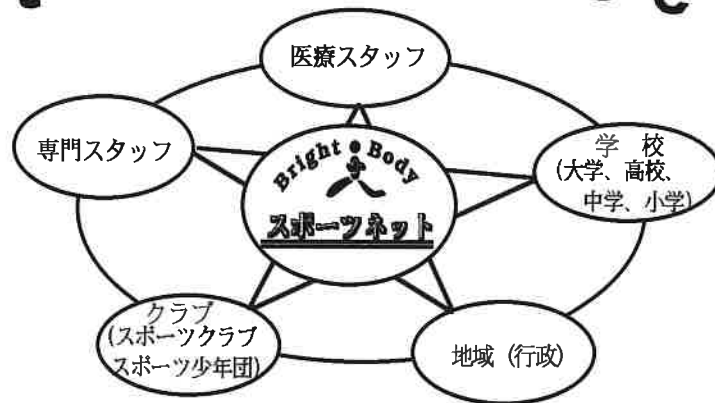 医療スタッフ
専門スタッフ
学 校
(大学、高校、
中学、小学)
Bright Body
スポーツネット
クラブ
(スポーツクラブ
スポーツ少年団)
地域 (行政)